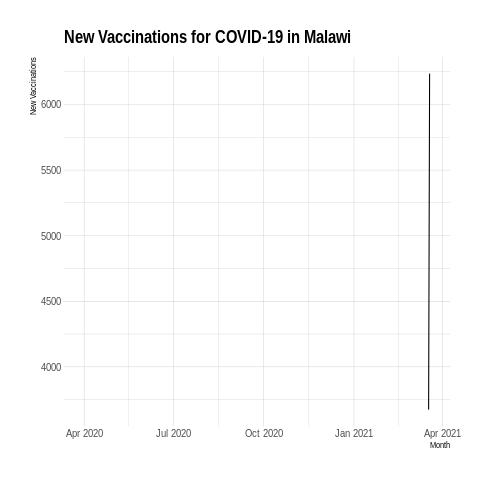 New Vaccinations for COVID-19 in Malawi
New Vaccinations
6000
5500
5000
4500
4000
Apr 2020 Jul 2020 Oct 2020 Jan 2021 Apr 2021
Month